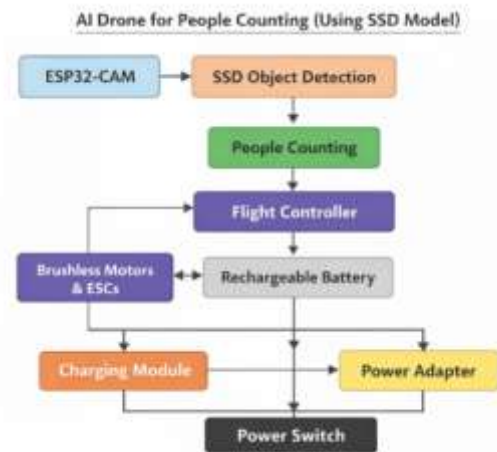 AI Drone for People Counting (Using SSD Model)
ESP32-CAM
SSD Object Detection
People Counting
Flight Controller
Brushless Motors
& ESCs
Rechargeable Battery
Charging Module
Power Adapter
Power Switch